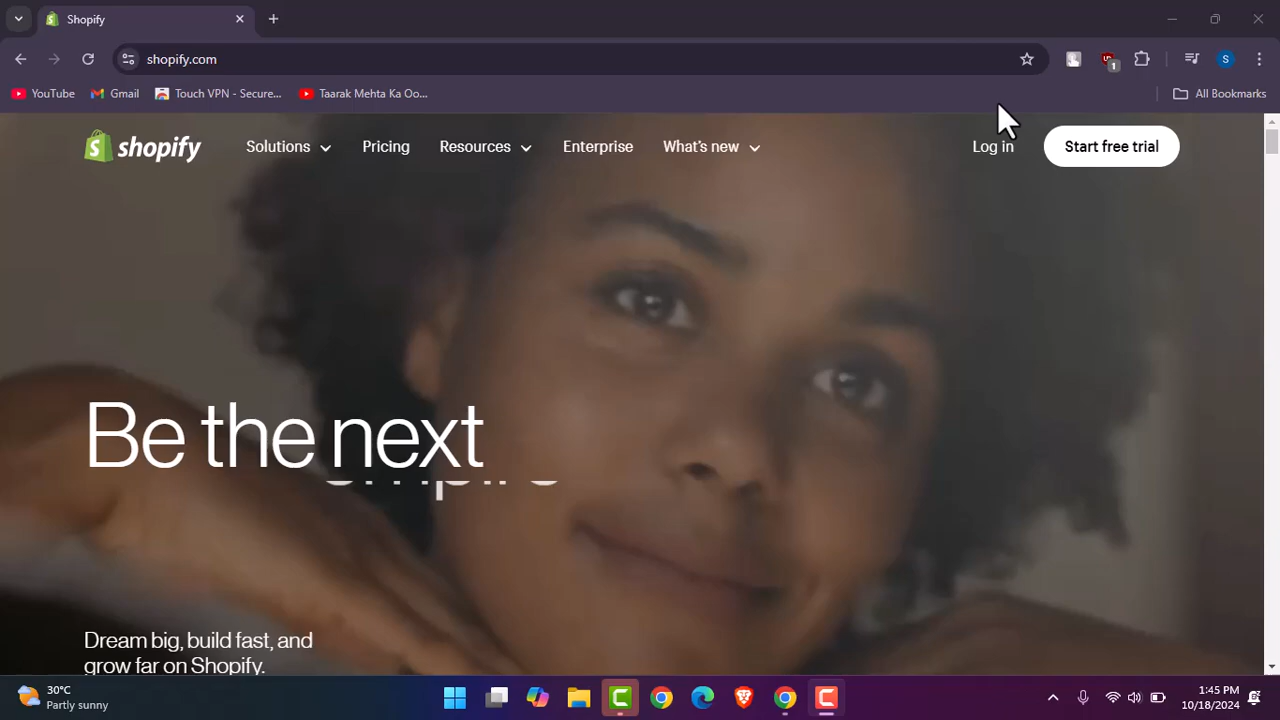 Shopify
shopify.com
1
S
YouTube
Gmail
Touch VPN - Secure...
Taarak Mehta Ka Oo...
All Bookmarks
shopify
Solutions
Pricing
Resources
Enterprise
What's new
Log in
Start free trial
Be the next
Dream big, build fast, and
grow far on Shopify.
30°C
Partly sunny
1:45 PM
10/18/2024